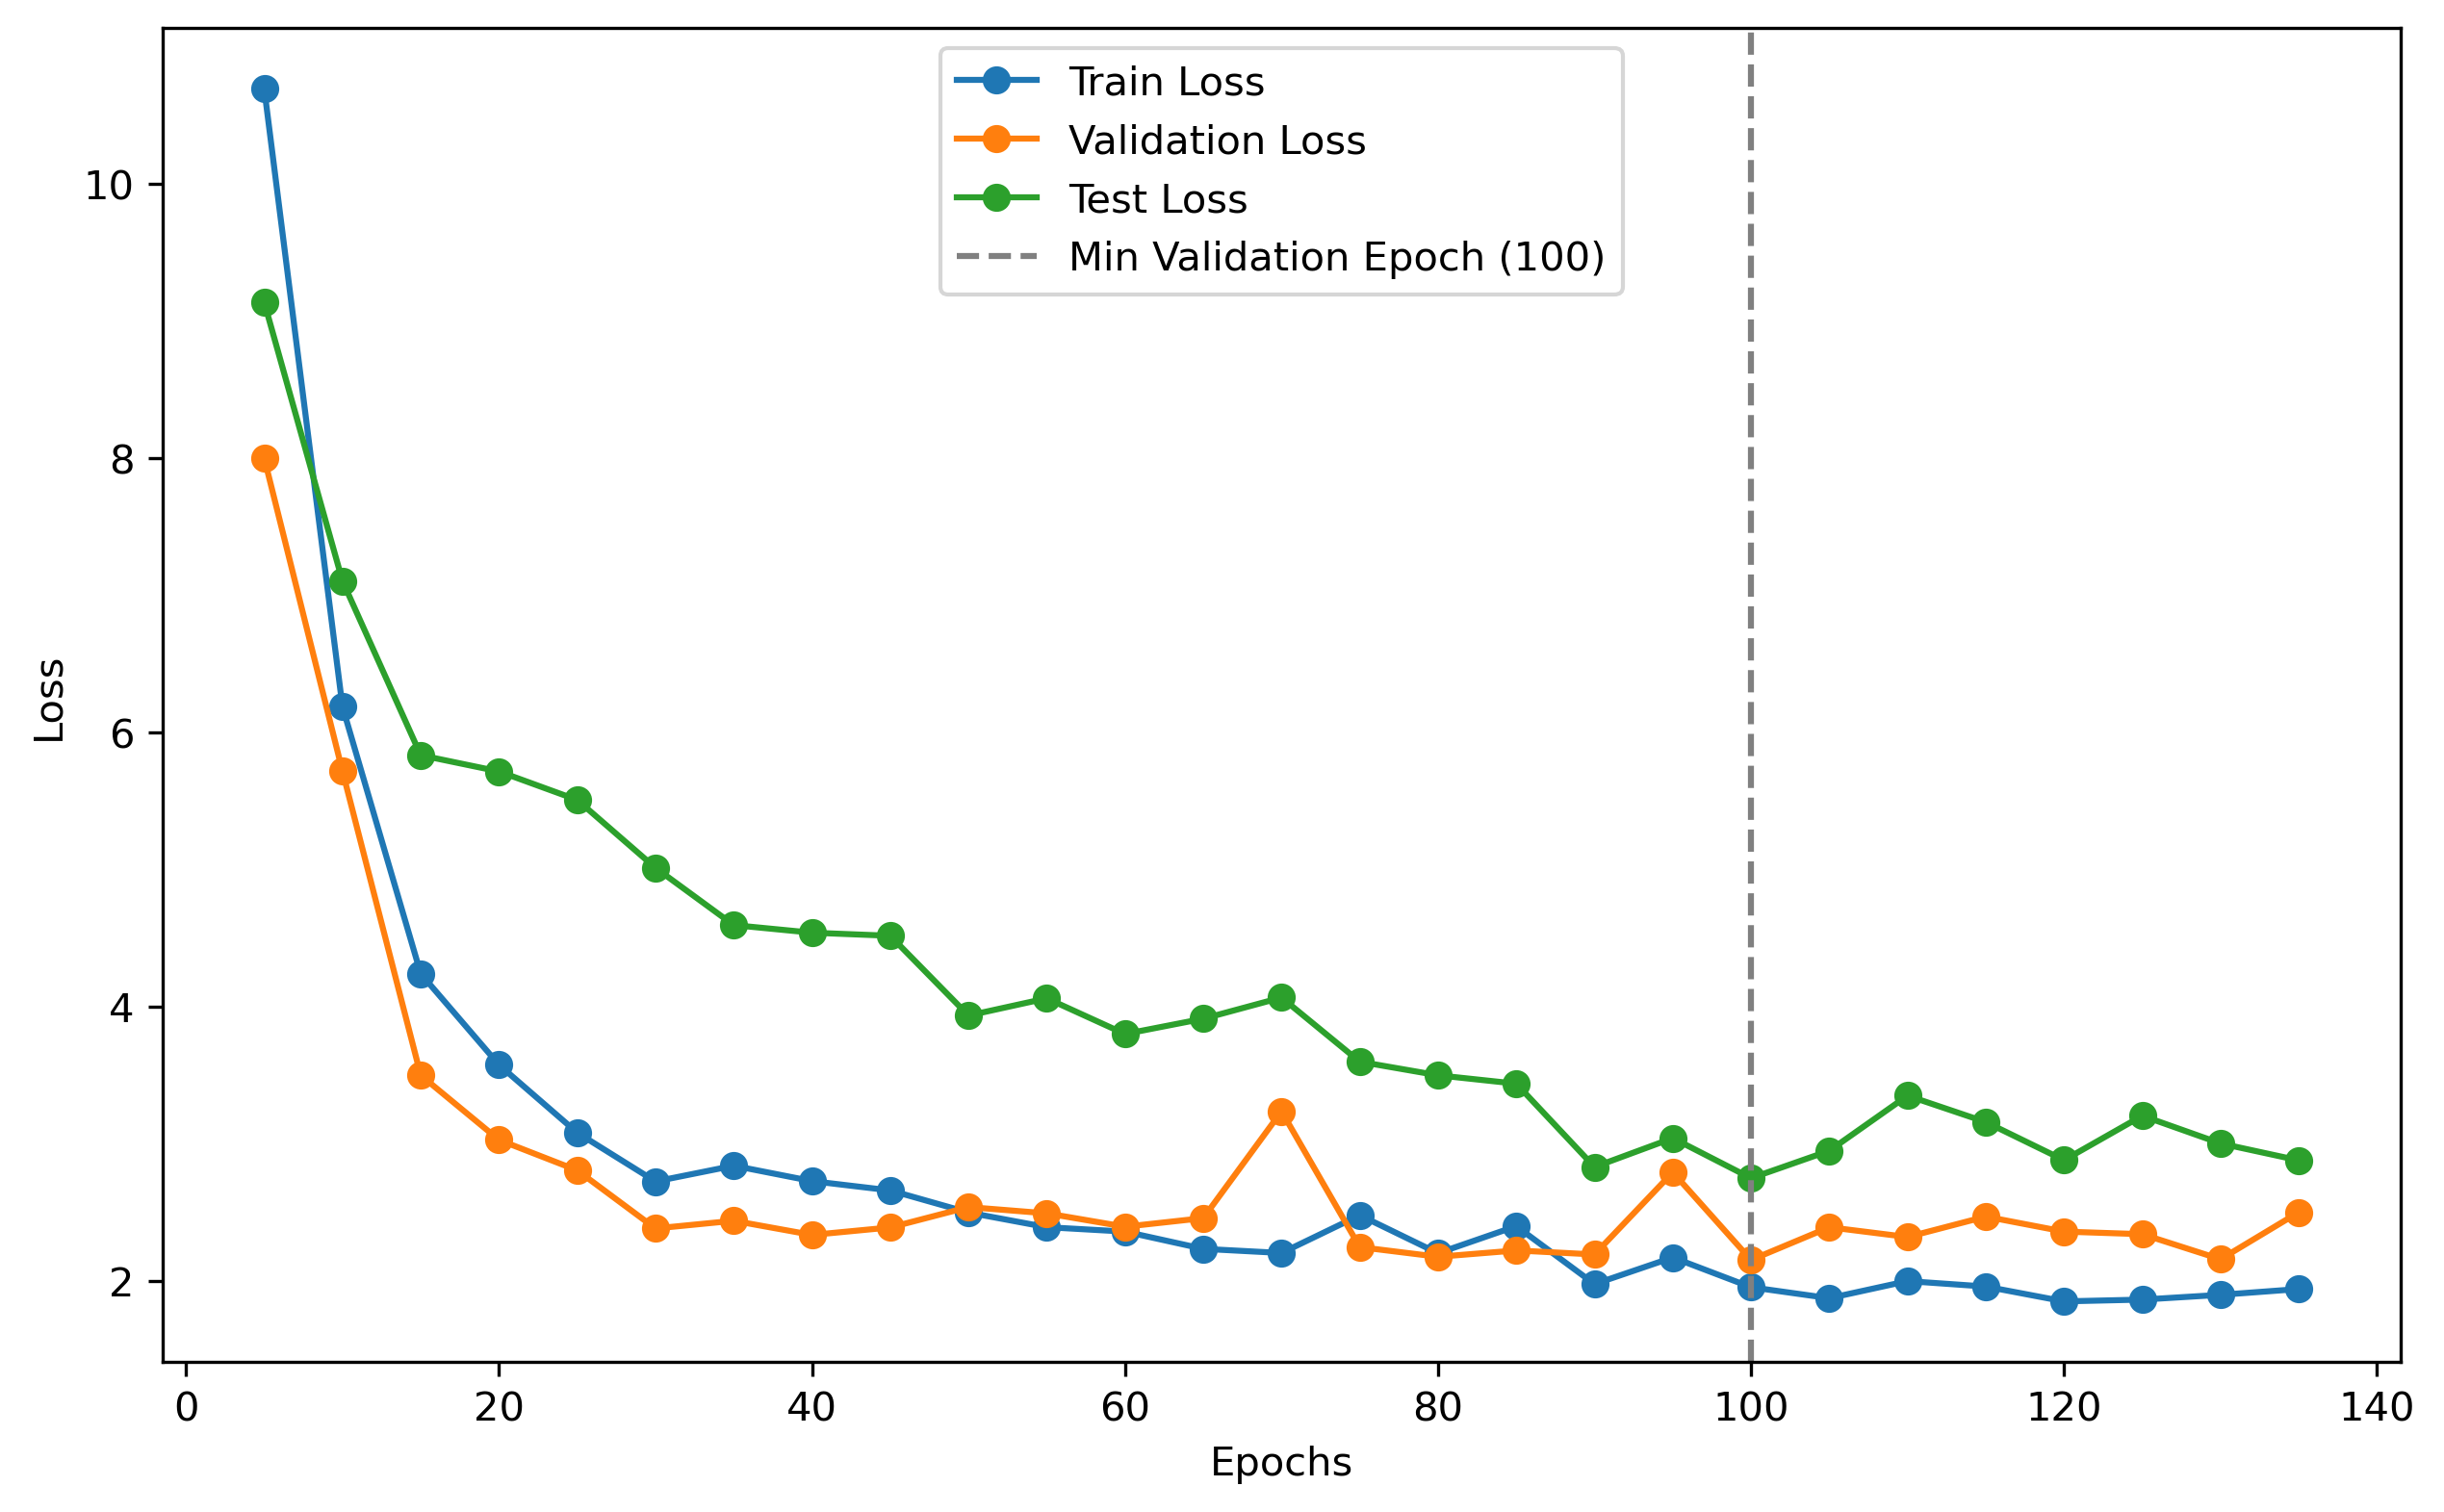 Train Loss
Validation Loss
Test Loss
Min Validation Epoch (100)
10
8
6
4
2
Loss
0 20 40 60 80 100 120 140
Epochs